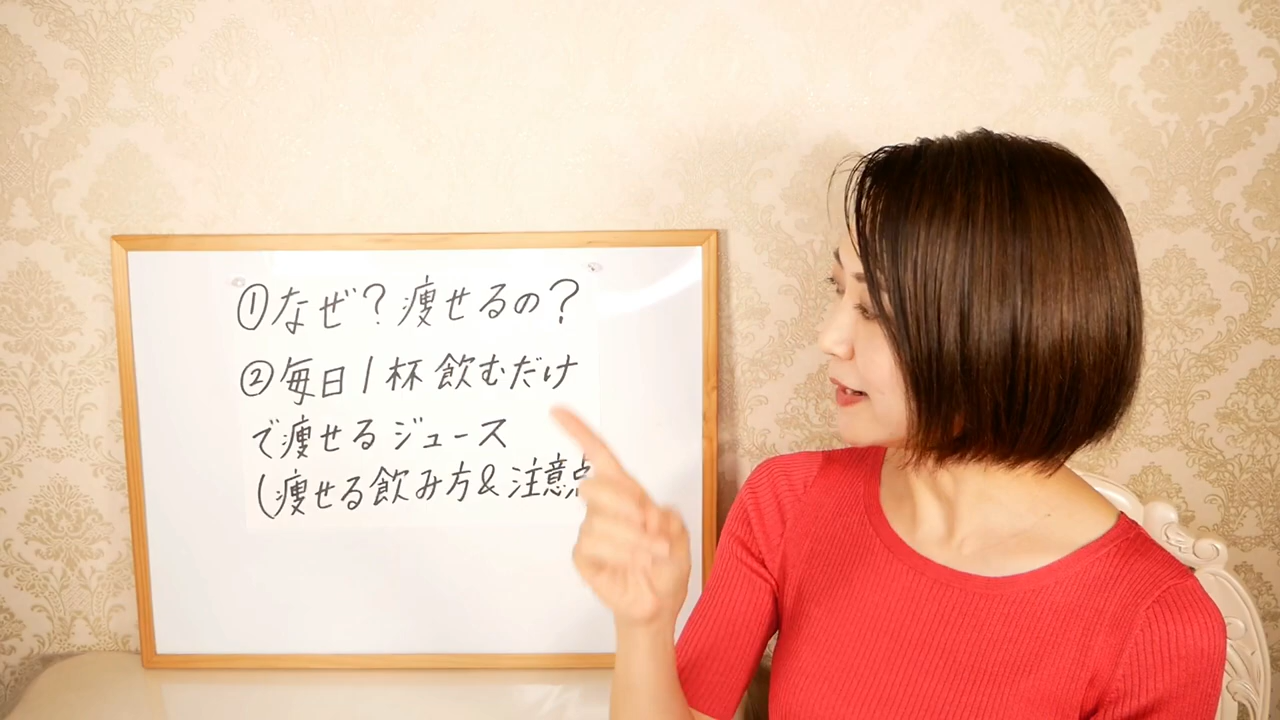 ①なぜ？痩せるの？
②毎日1杯飲むだけ
で痩せるジュース
(痩せる飲み方&注意点